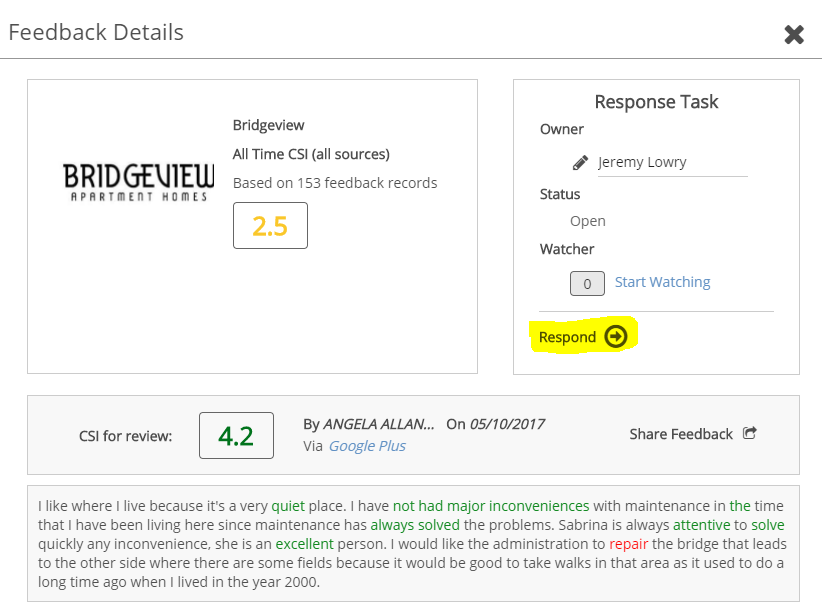 Feedback Details
BRIDGEVIEW
APARTMENT HOMES
Bridgeview
All Time CSI (all sources)
Based on 153 feedback records
2.5
Response Task
Owner
Jeremy Lowry
Status
Open
Watcher
0 Start Watching
Respond
CSI for review:
4.2
By ANGELA ALLAN... On 05/10/2017
Via Google Plus
Share Feedback
I like where I live because it's a very quiet place. I have not had major inconveniences with maintenance in the time
that I have been living here since maintenance has always solved the problems. Sabrina is always attentive to solve
quickly any inconvenience, she is an excellent person. I would like the administration to repair the bridge that leads
to the other side where there are some fields because it would be good to take walks in that area as it used to do a
long time ago when I lived in the year 2000.